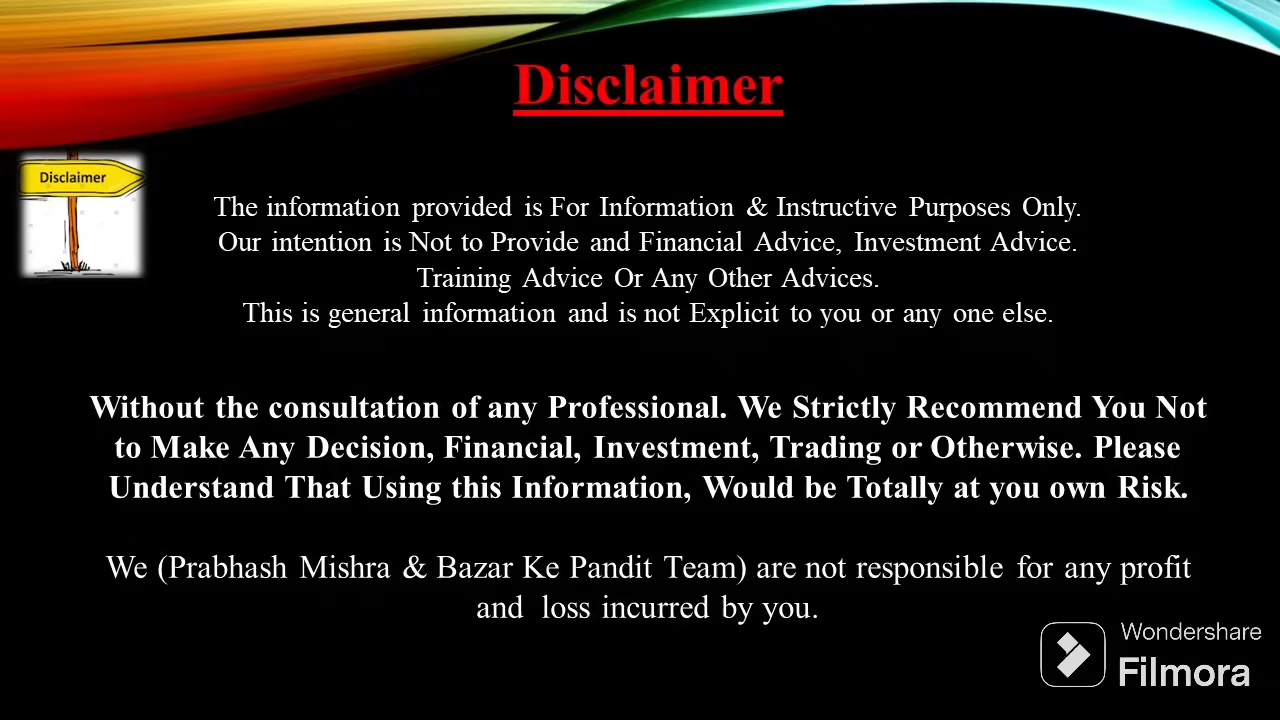 Disclaimer
Disclaimer
The information provided is For Information & Instructive Purposes Only.
Our intention is Not to Provide and Financial Advice, Investment Advice.
Training Advice Or Any Other Advices.
This is general information and is not Explicit to you or any one else.
Without the consultation of any Professional. We Strictly Recommend You Not
to Make Any Decision, Financial, Investment, Trading or Otherwise. Please
Understand That Using this Information, Would be Totally at you own Risk.
We (Prabhash Mishra & Bazar Ke Pandit Team) are not responsible for any profit
and loss incurred by you.
Wondershare
Filmora